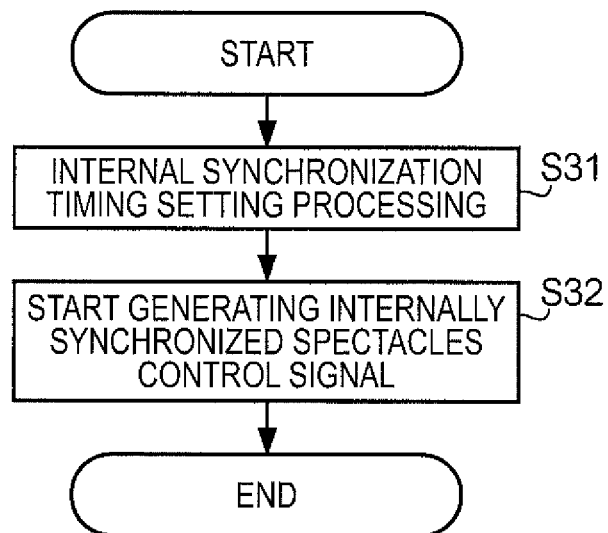 START
INTERNAL SYNCHRONIZATION
TIMING SETTING PROCESSING
S31
START GENERATING INTERNALLY
SYNCHRONIZED SPECTACLES
CONTROL SIGNAL
S32
END